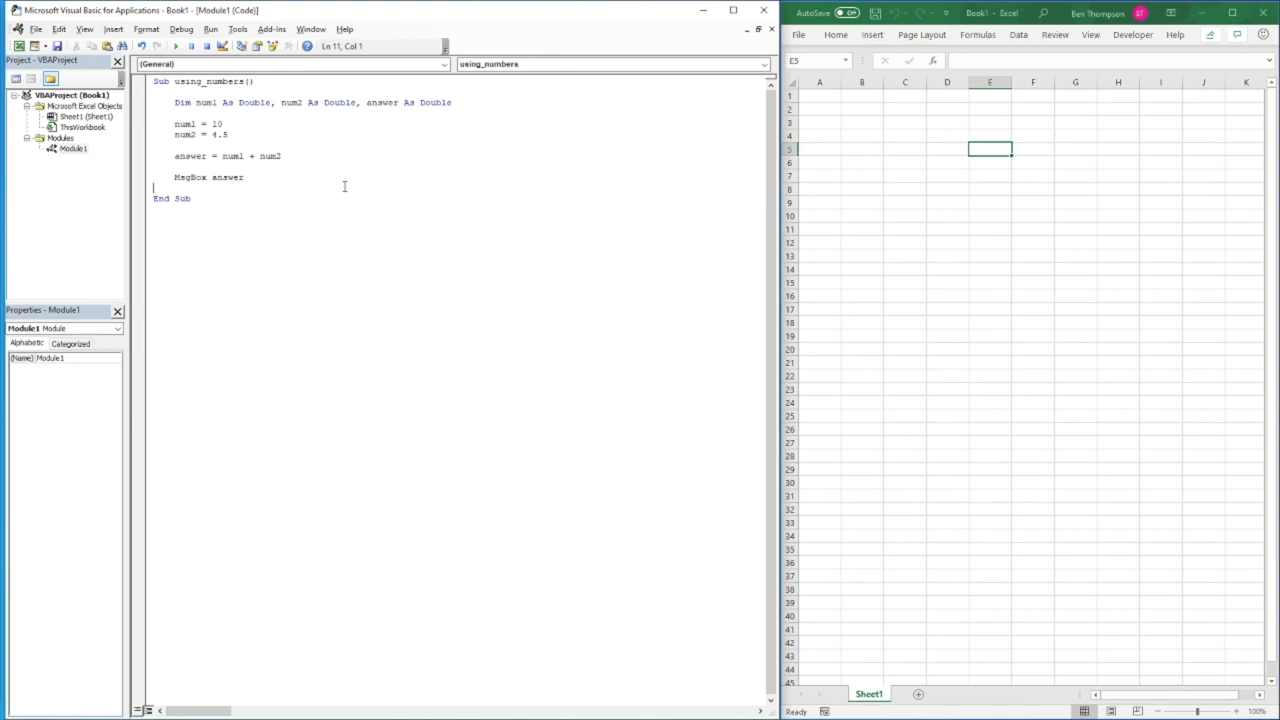 Microsoft Visual Basic for Applications - Book1 - [Module1 (Code)]
File Edit View Insert Format Debug Run Tools Add-Ins Window Help
Ln 11, Col 1
Project - VBAProject
VBAProject (Book1)
Microsoft Excel Objects
Sheet1 (Sheet1)
ThisWorkbook
Modules
Module1
Properties - Module1
Module1 Module
Alphabetic Categorized
(Name) Module1
(General) using_numbers
Sub using_numbers()
Dim num1 As Double, num2 As Double, answer As Double
num1 = 10
num2 = 4.5
answer = num1 + num2
MsgBox answer
End Sub
AutoSave Off Book1 - Excel Ben Thompson BT
File Home Insert Page Layout Formulas Data Review View Developer Help
E5 fx
A B C D E F G H I J K
1
2
3
4
5
6
7
8
9
10
11
12
13
14
15
16
17
18
19
20
21
22
23
24
25
26
27
28
29
30
31
32
33
34
35
36
37
38
39
40
41
42
43
44
45
Sheet1
Ready 100%